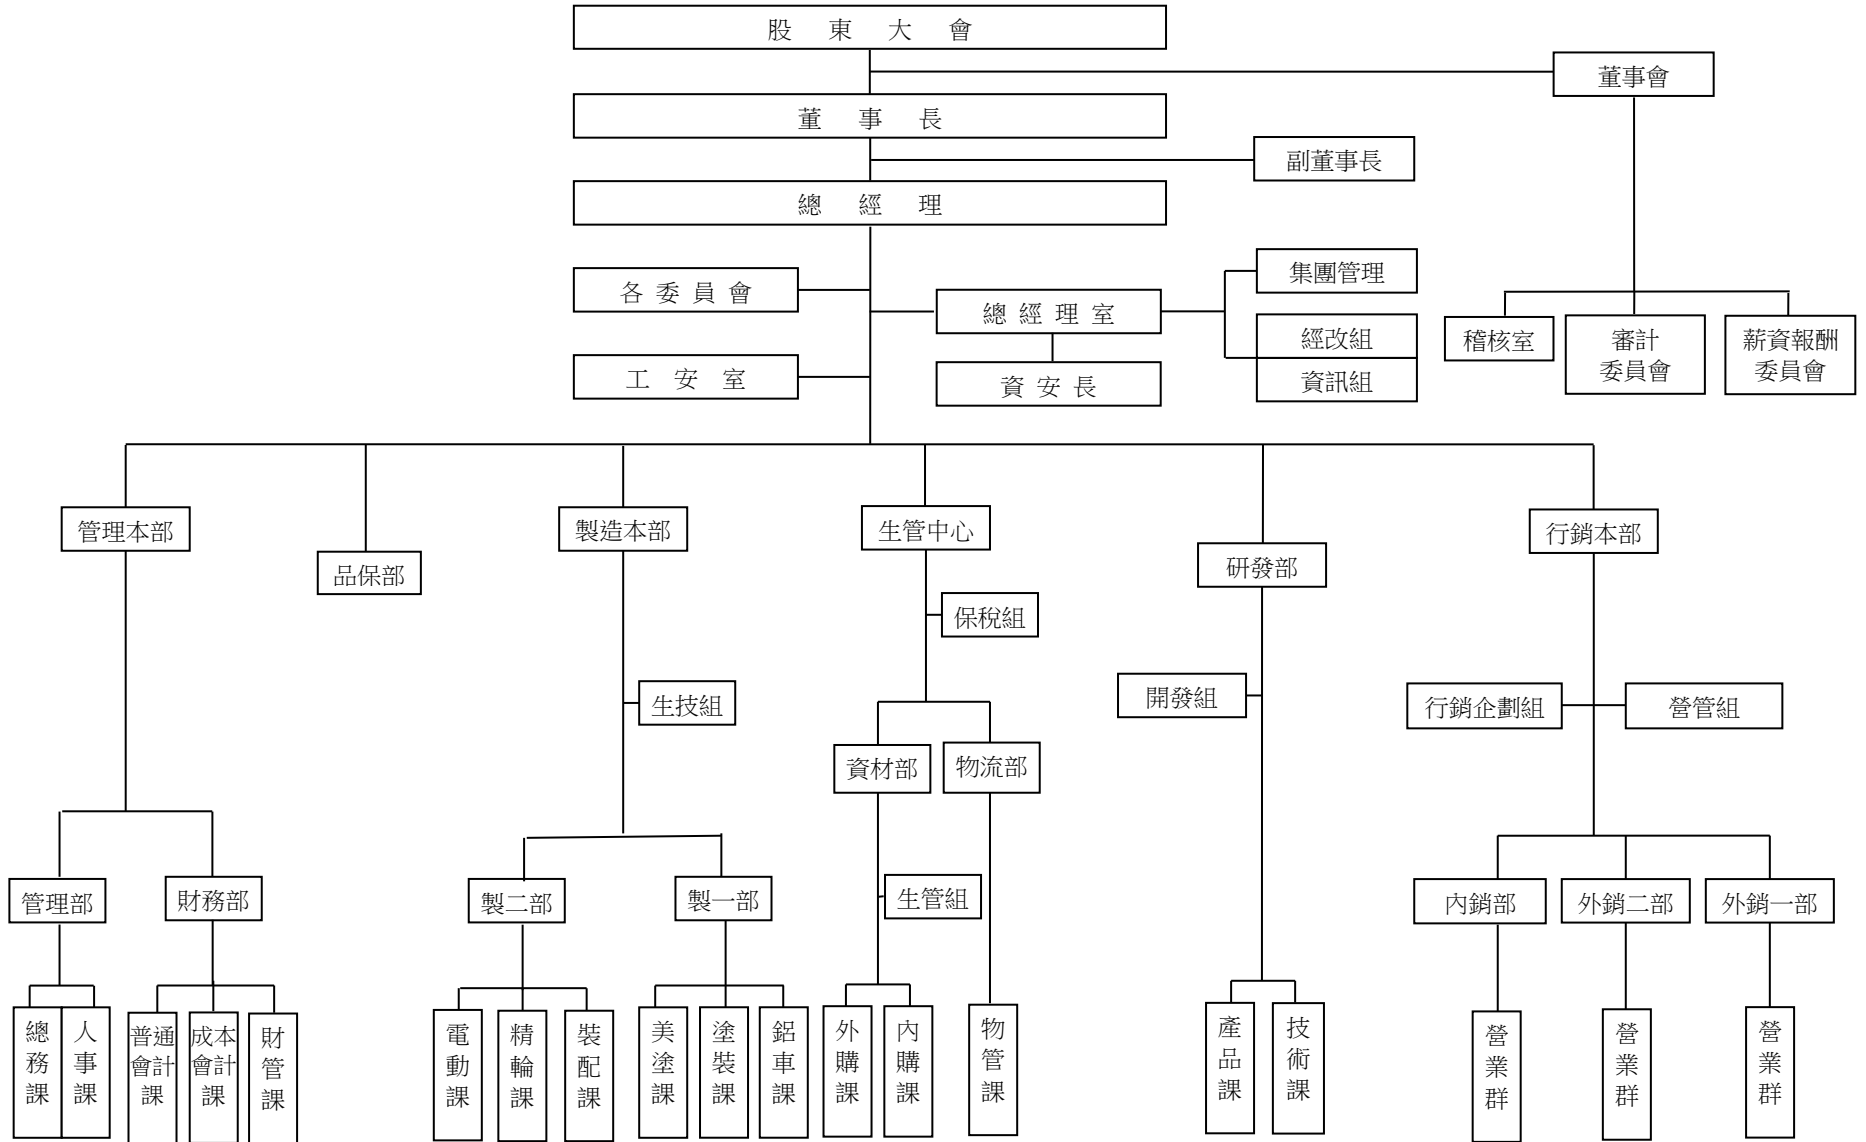 股東大會
董事會
董事長
副董事長
總經理
各委員會
總經理室
集團管理
經改組
資訊組
稽核室
審計
委員會
薪資報酬
委員會
工安室
資安長
管理本部
品保部
製造本部
生管中心
研發部
行銷本部
保稅組
生技組
開發組
行銷企劃組
營管組
資材部
物流部
管理部
財務部
製二部
製一部
生管組
內銷部
外銷二部
外銷一部
總務課
人事課
普通
會計
課
成本
會計
課
財管課
電動課
精輪課
裝配課
美塗課
塗裝課
鋁車課
外購課
內購課
物管課
產品課
技術課
營業群
營業群
營業群